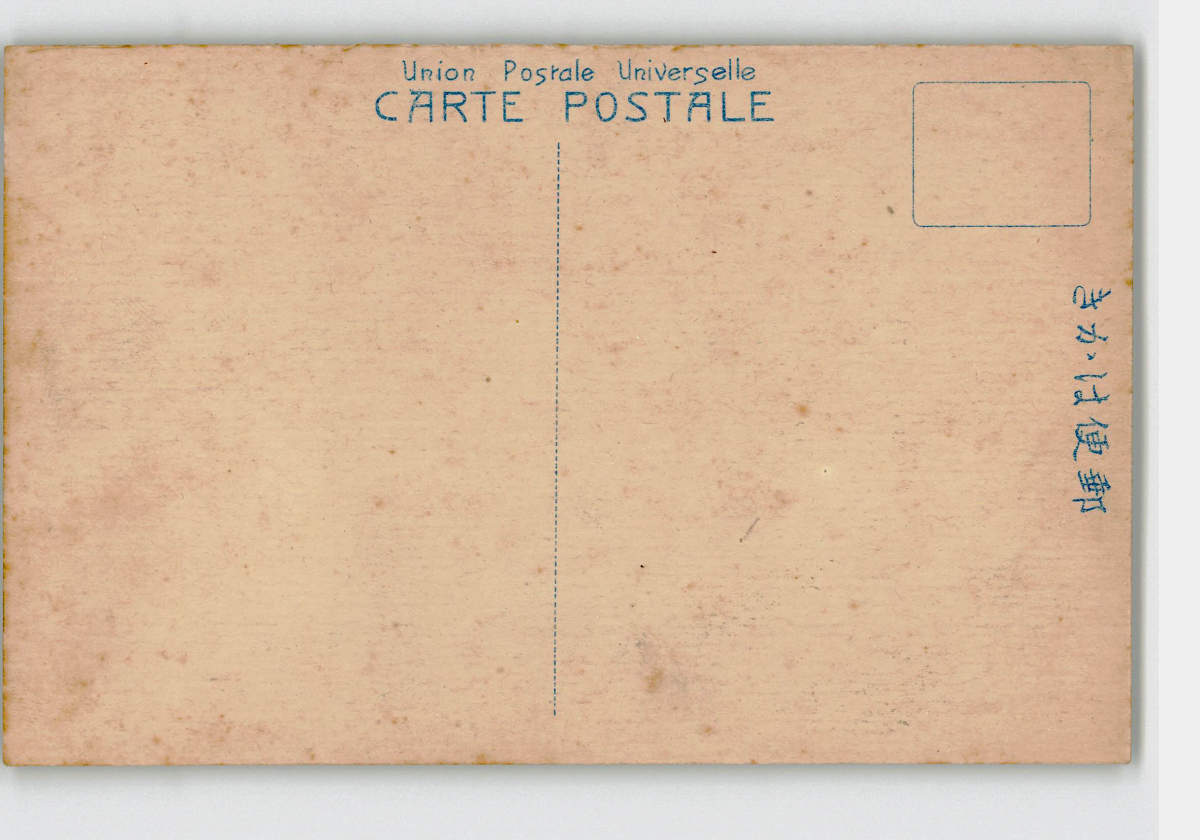 Union Postale Universelle
CARTE POSTALE
郵便はがき